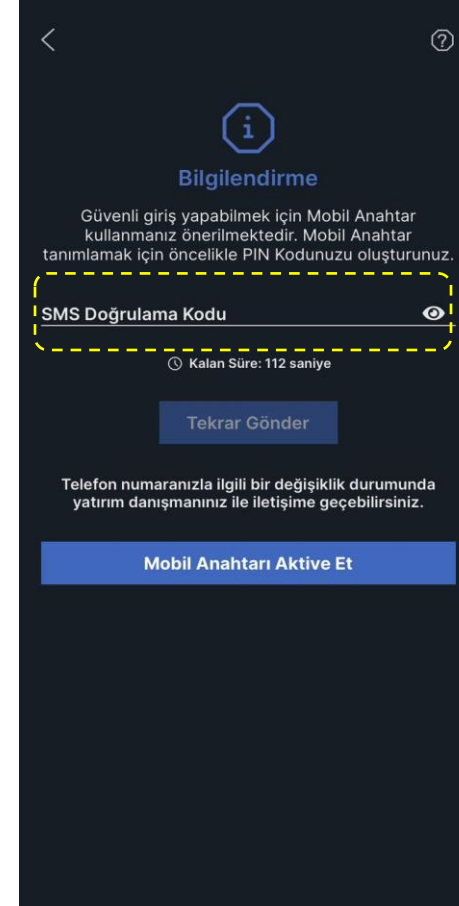 Bilgilendirme
Güvenli giriş yapabilmek için Mobil Anahtar
kullanmanız önerilmektedir. Mobil Anahtar
tanımlamak için öncelikle PIN Kodunuzu oluşturunuz.
SMS Doğrulama Kodu
Kalan Süre: 112 saniye
Tekrar Gönder
Telefon numaranızla ilgili bir değişiklik durumunda
yatırım danışmanınız ile iletişime geçebilirsiniz.
Mobil Anahtarı Aktive Et